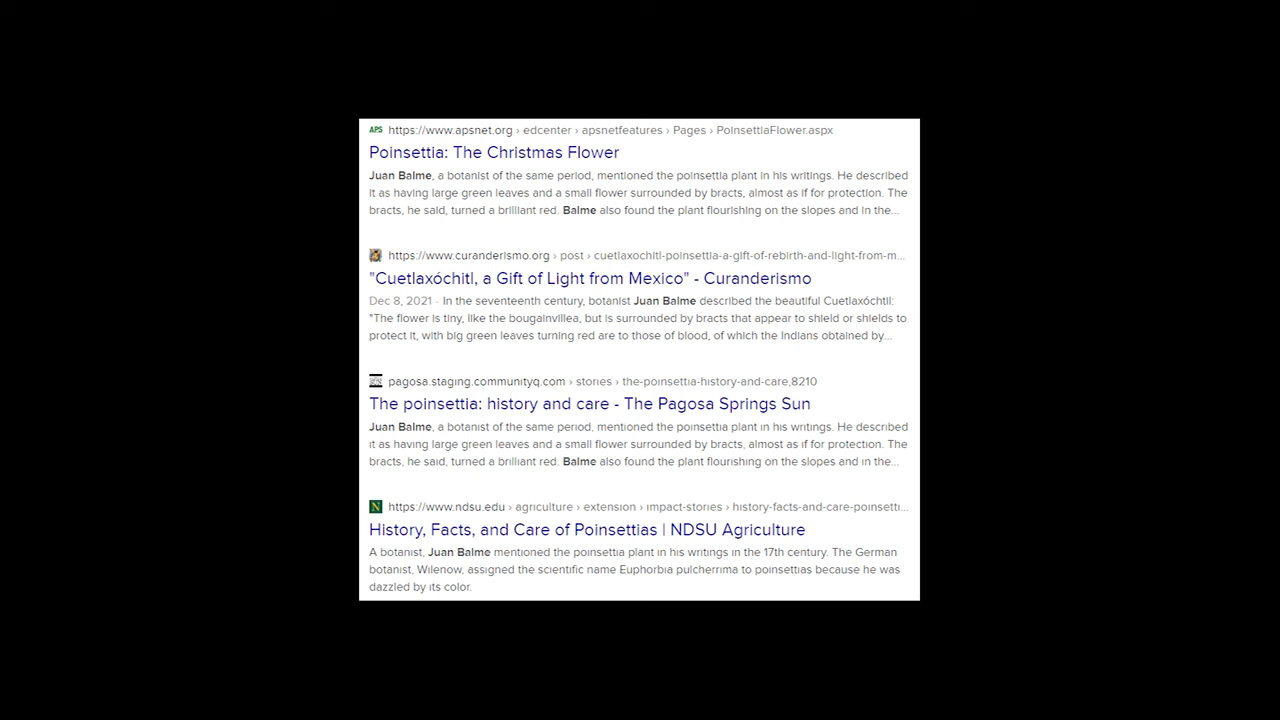 APS https://www.apsnet.org › edcenter › apsnetfeatures › Pages › PoinsettiaFlower.aspx
Poinsettia: The Christmas Flower
Juan Balme, a botanist of the same period, mentioned the poinsettia plant in his writings. He described
it as having large green leaves and a small flower surrounded by bracts, almost as if for protection. The
bracts, he said, turned a brilliant red. Balme also found the plant flourishing on the slopes and in the...
https://www.curanderismo.org › post › cuetlaxochitl-poinsettia-a-gift-of-rebirth-and-light-from-m...
"Cuetlaxóchitl, a Gift of Light from Mexico" - Curanderismo
Dec 8, 2021 · In the seventeenth century, botanist Juan Balme described the beautiful Cuetlaxóchtil:
"The flower is tiny, like the bougainvillea, but is surrounded by bracts that appear to shield or shields to
protect it, with big green leaves turning red are to those of blood, of which the Indians obtained by...
pagosa.staging.communityq.com › stories › the-poinsettia-history-and-care,8210
The poinsettia: history and care - The Pagosa Springs Sun
Juan Balme, a botanist of the same period, mentioned the poinsettia plant in his writings. He described
it as having large green leaves and a small flower surrounded by bracts, almost as if for protection. The
bracts, he said, turned a brilliant red. Balme also found the plant flourishing on the slopes and in the...
N https://www.ndsu.edu › agriculture › extension › impact-stories › history-facts-and-care-poinsetti...
History, Facts, and Care of Poinsettias | NDSU Agriculture
A botanist, Juan Balme mentioned the poinsettia plant in his writings in the 17th century. The German
botanist, Wilenow, assigned the scientific name Euphorbia pulcherrima to poinsettias because he was
dazzled by its color.